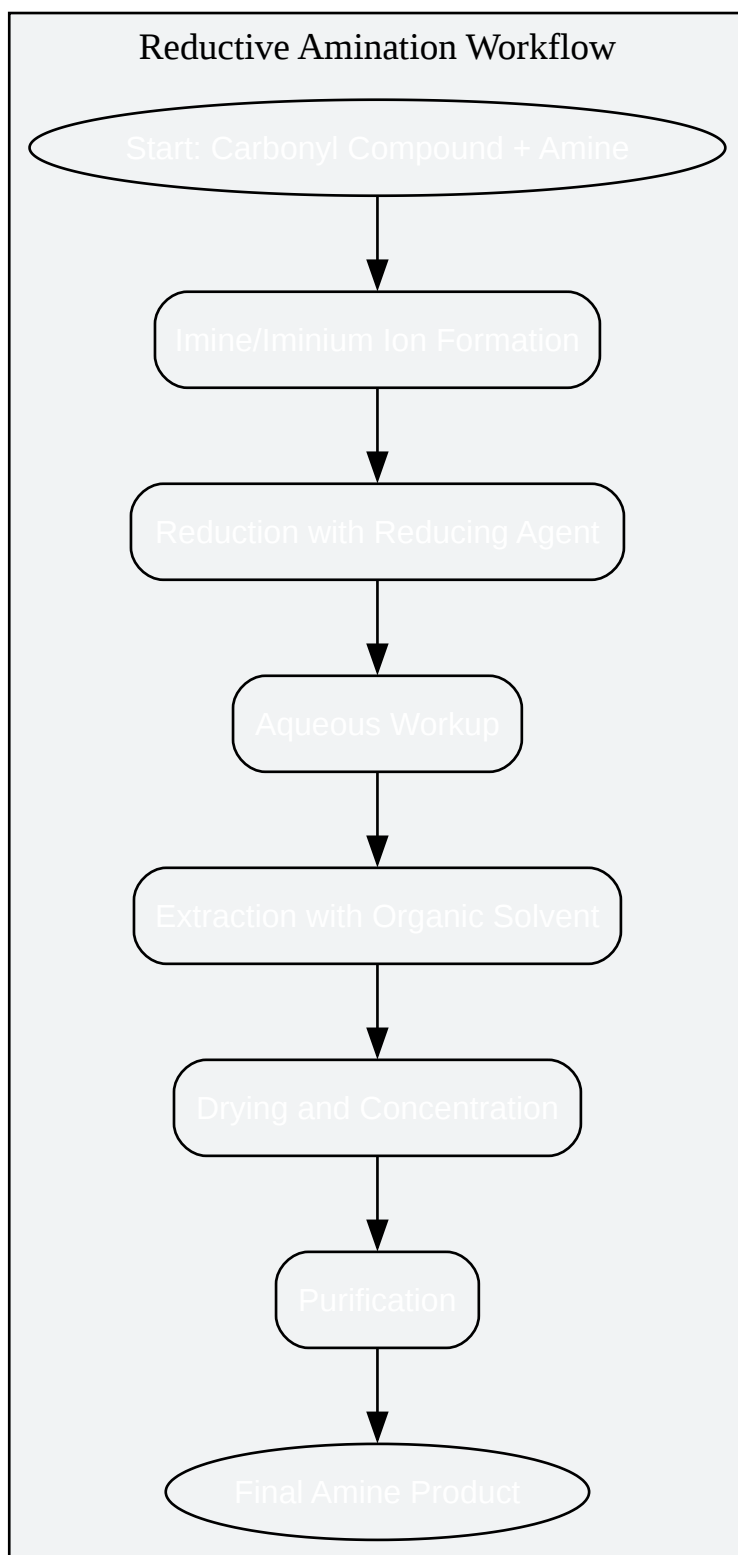 Reductive Amination Workflow
Start: Carbonyl Compound + Amine
Imine/Iminium Ion Formation
Reduction with Reducing Agent
Aqueous Workup
Extraction with Organic Solvent
Drying and Concentration
Purification
Final Amine Product